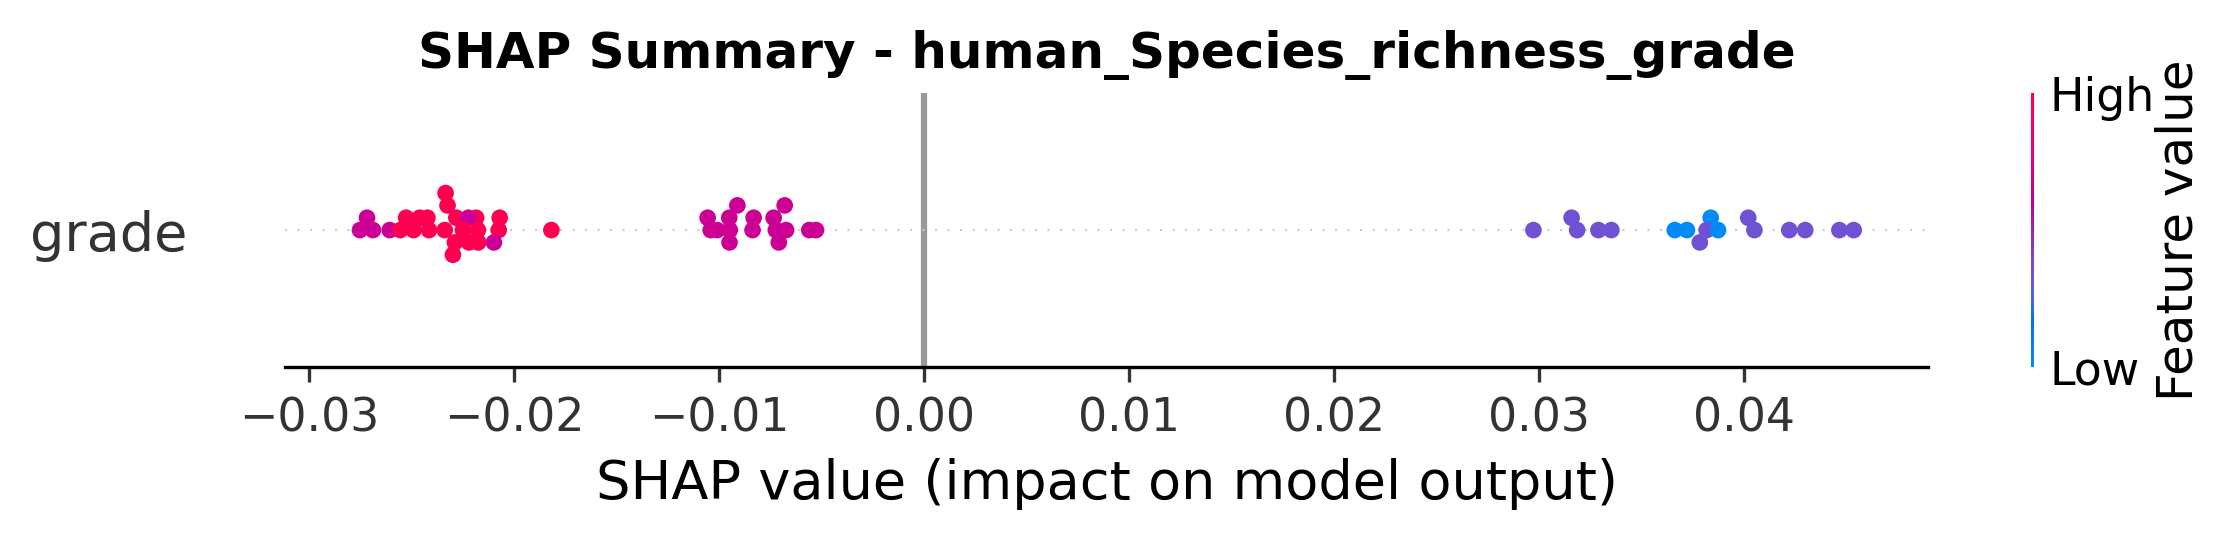 SHAP Summary - human_Species_richness_grade
High
grade
Low
Feature value
−0.03 −0.02 −0.01 0.00 0.01 0.02 0.03 0.04
SHAP value (impact on model output)